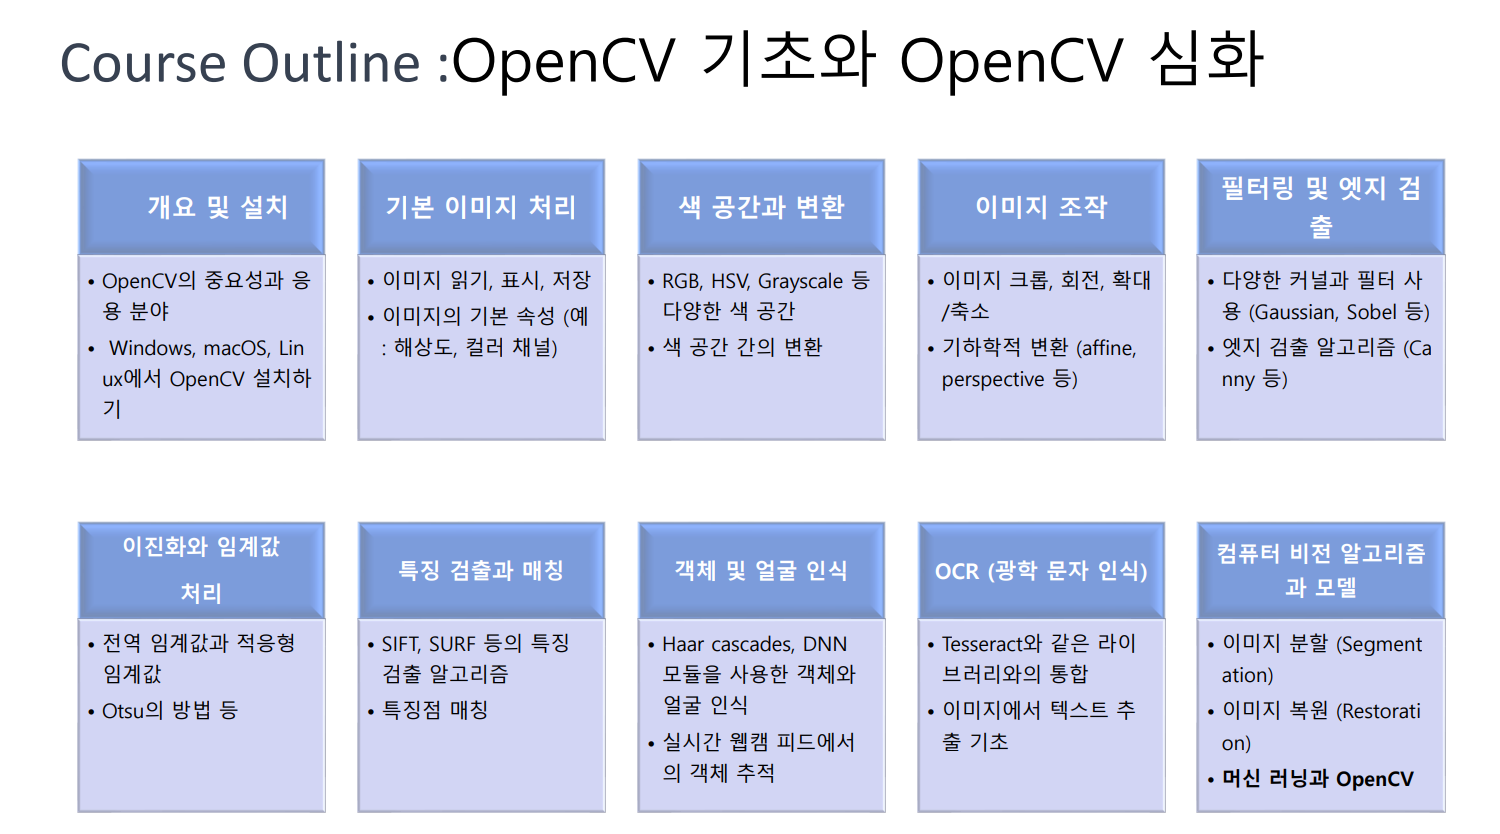 Course Outline :OpenCV 기초와 OpenCV 심화
개요 및 설치
• OpenCV의 중요성과 응
용 분야
• Windows, macOS, Lin
ux에서 OpenCV 설치하
기
기본 이미지 처리
• 이미지 읽기, 표시, 저장
• 이미지의 기본 속성 (예
: 해상도, 컬러 채널)
색 공간과 변환
• RGB, HSV, Grayscale 등
다양한 색 공간
• 색 공간 간의 변환
이미지 조작
• 이미지 크롭, 회전, 확대
/축소
• 기하학적 변환 (affine,
perspective 등)
필터링 및 엣지 검
출
• 다양한 커널과 필터 사
용 (Gaussian, Sobel 등)
• 엣지 검출 알고리즘 (Ca
nny 등)
이진화와 임계값
처리
• 전역 임계값과 적응형
임계값
• Otsu의 방법 등
특징 검출과 매칭
• SIFT, SURF 등의 특징
검출 알고리즘
• 특징점 매칭
객체 및 얼굴 인식
• Haar cascades, DNN
모듈을 사용한 객체와
얼굴 인식
• 실시간 웹캠 피드에서
의 객체 추적
OCR (광학 문자 인식)
• Tesseract와 같은 라이
브러리와의 통합
• 이미지에서 텍스트 추
출 기초
컴퓨터 비전 알고리즘
과 모델
• 이미지 분할 (Segment
ation)
• 이미지 복원 (Restorati
on)
• 머신 러닝과 OpenCV